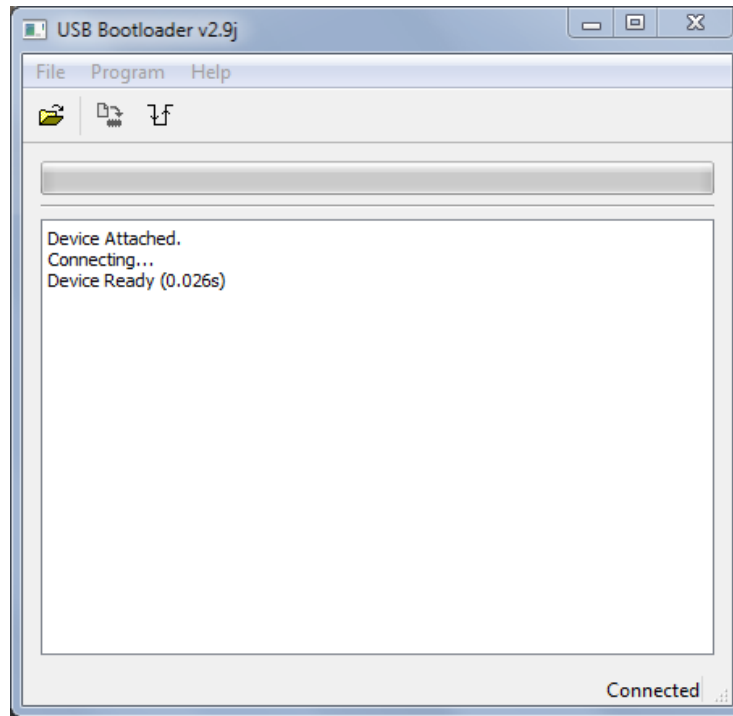 USB Bootloader v2.9j
File Program Help
Device Attached.
Connecting...
Device Ready (0.026s)
Connected